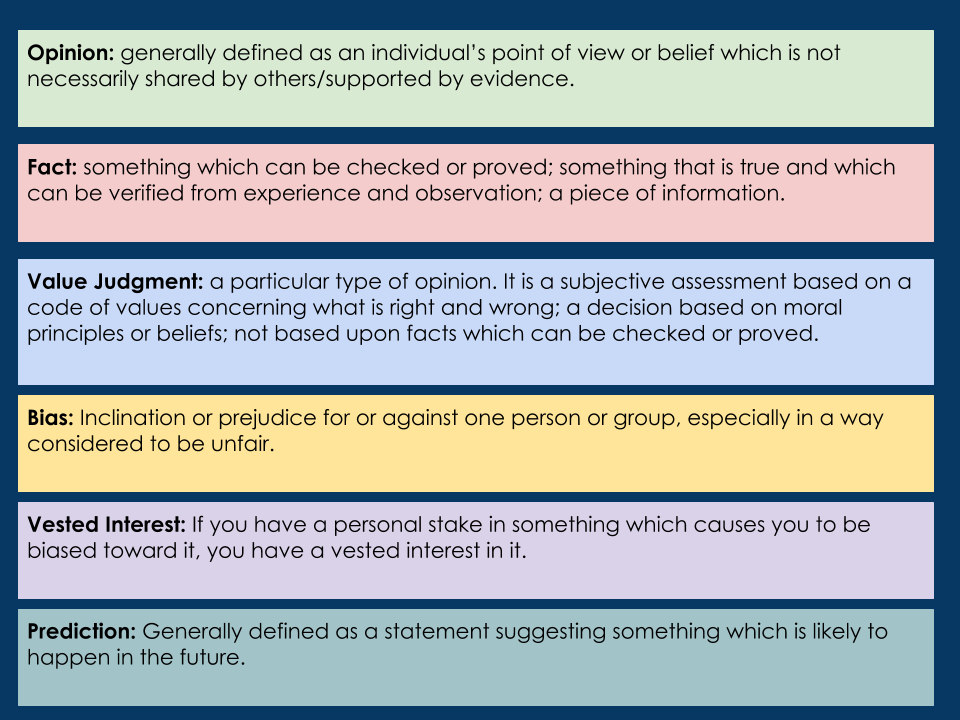 Opinion: generally defined as an individual’s point of view or belief which is not
necessarily shared by others/supported by evidence.
Fact: something which can be checked or proved; something that is true and which
can be verified from experience and observation; a piece of information.
Value Judgment: a particular type of opinion. It is a subjective assessment based on a
code of values concerning what is right and wrong; a decision based on moral
principles or beliefs; not based upon facts which can be checked or proved.
Bias: Inclination or prejudice for or against one person or group, especially in a way
considered to be unfair.
Vested Interest: If you have a personal stake in something which causes you to be
biased toward it, you have a vested interest in it.
Prediction: Generally defined as a statement suggesting something which is likely to
happen in the future.